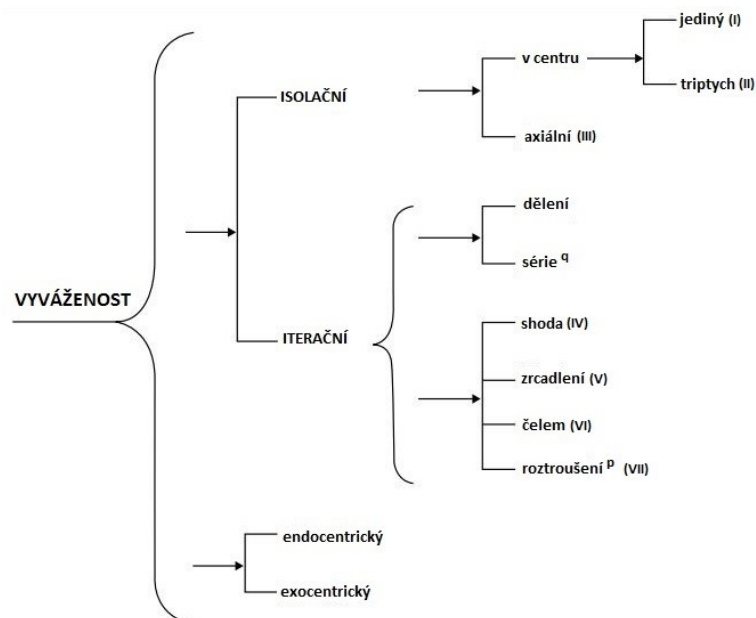 jediný (I)
v centru
triptych (II)
ISOLAČNÍ
axiální (III)
dělení
série q
VYVÁŽENOST
shoda (IV)
ITERAČNÍ
zrcadlení (V)
čelem (VI)
roztroušení p (VII)
endocentrický
exocentrický